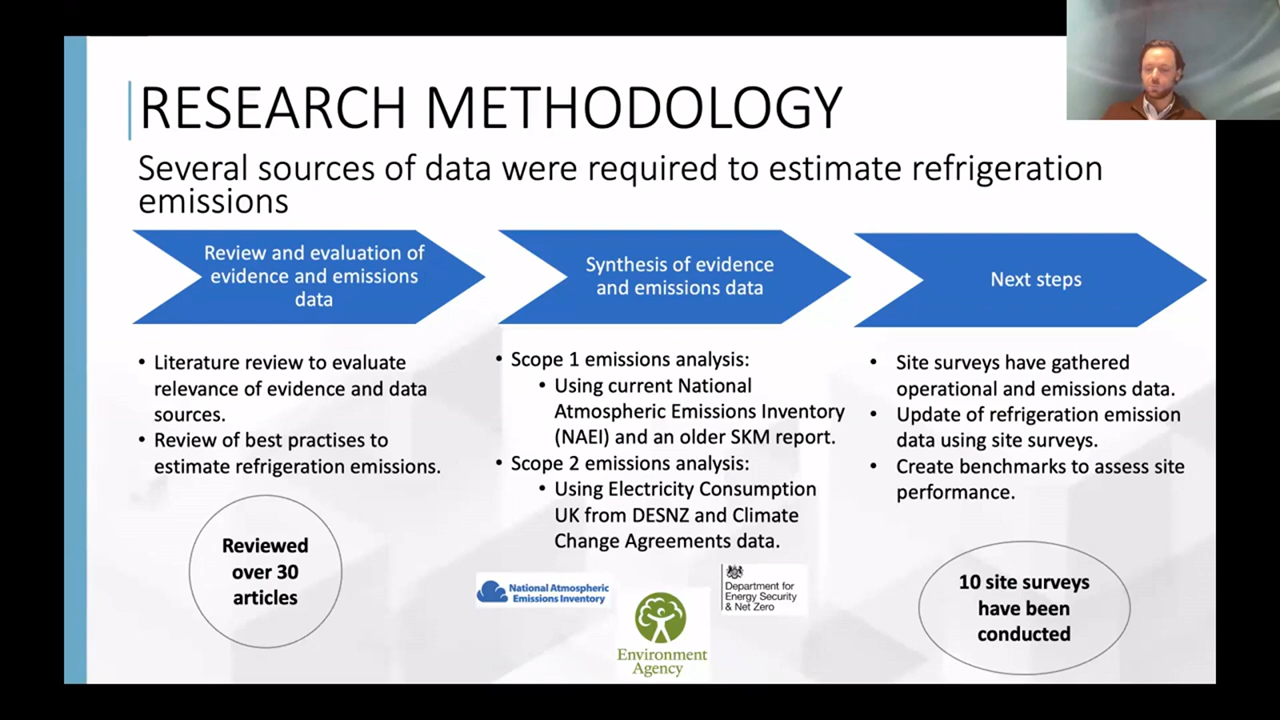 RESEARCH METHODOLOGY
Several sources of data were required to estimate refrigeration
emissions
Review and evaluation of
evidence and emissions
data
• Literature review to evaluate
relevance of evidence and data
sources.
• Review of best practises to
estimate refrigeration emissions.
Reviewed
over 30
articles
Synthesis of evidence
and emissions data
• Scope 1 emissions analysis:
• Using current National
Atmospheric Emissions Inventory
(NAEI) and an older SKM report.
• Scope 2 emissions analysis:
• Using Electricity Consumption
UK from DESNZ and Climate
Change Agreements data.
National Atmospheric
Emissions Inventory
Environment
Agency
Department for
Energy Security
& Net Zero
Next steps
• Site surveys have gathered
operational and emissions data.
• Update of refrigeration emission
data using site surveys.
• Create benchmarks to assess site
performance.
10 site surveys
have been
conducted